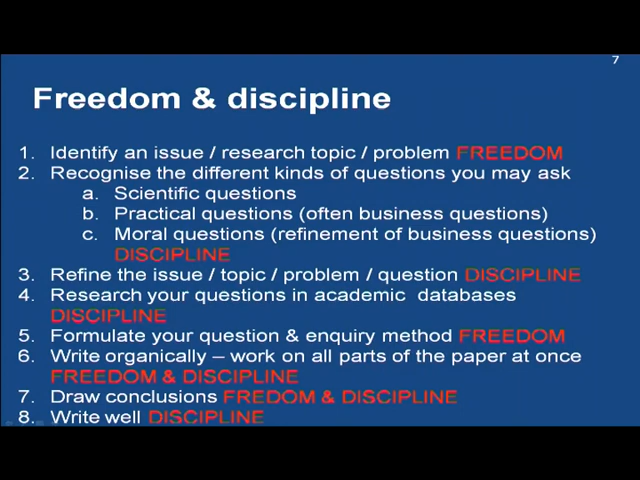 7
Freedom & discipline
1. Identify an issue / research topic / problem FREEDOM
2. Recognise the different kinds of questions you may ask
a. Scientific questions
b. Practical questions (often business questions)
c. Moral questions (refinement of business questions)
DISCIPLINE
3. Refine the issue / topic / problem / question DISCIPLINE
4. Research your questions in academic databases
DISCIPLINE
5. Formulate your question & enquiry method FREEDOM
6. Write organically – work on all parts of the paper at once
FREEDOM & DISCIPLINE
7. Draw conclusions FREDOM & DISCIPLINE
8. Write well DISCIPLINE